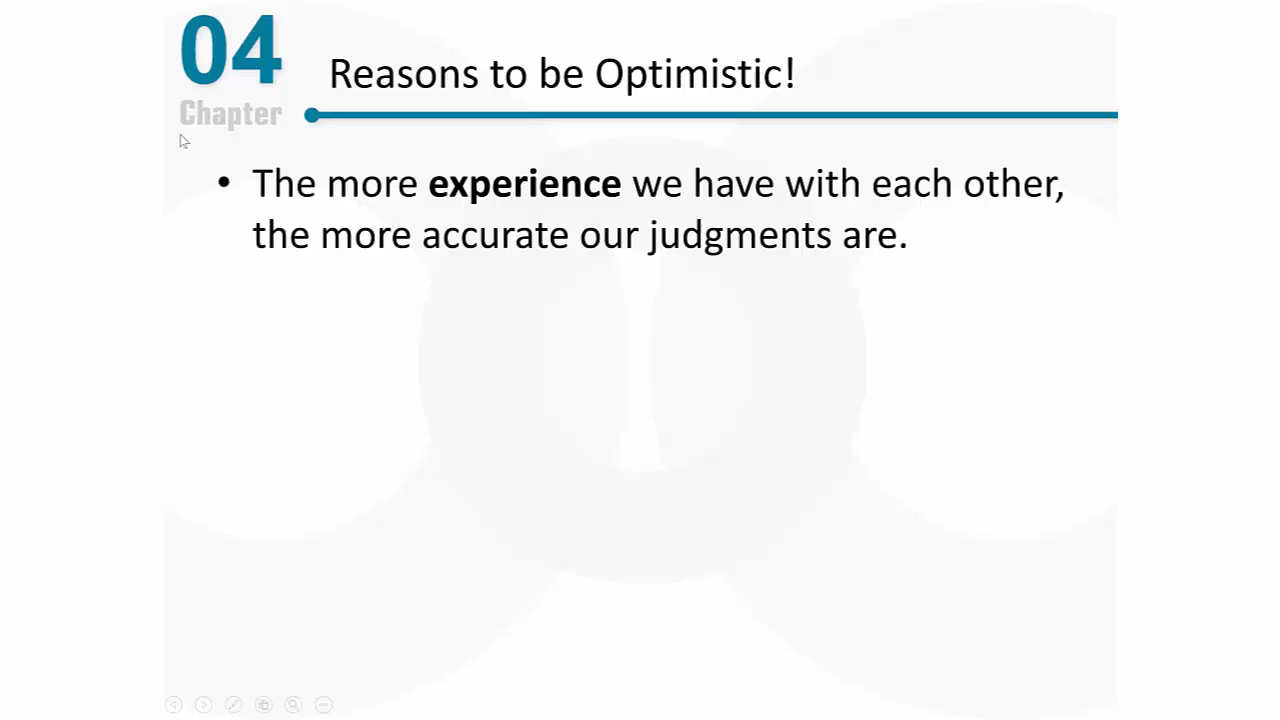 04
Chapter
Reasons to be Optimistic!
• The more experience we have with each other,
the more accurate our judgments are.